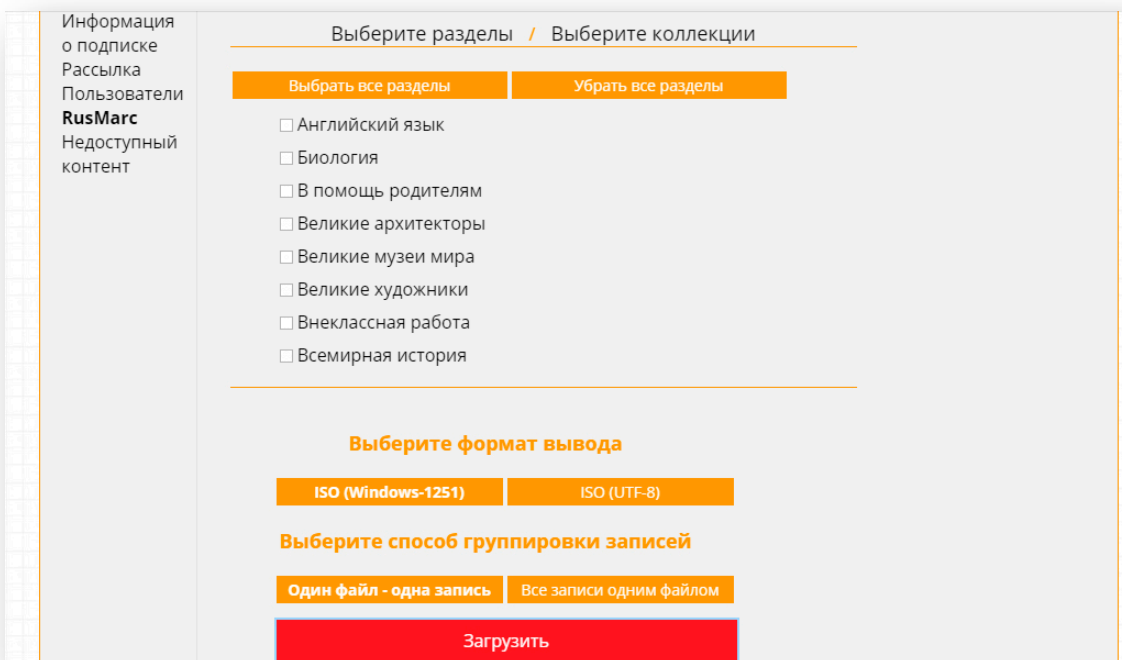 Информация
о подписке
Рассылка
Пользователи
RusMarc
Недоступный
контент
Выберите разделы / Выберите коллекции
Выбрать все разделы Убрать все разделы
Английский язык
Биология
В помощь родителям
Великие архитекторы
Великие музеи мира
Великие художники
Внеклассная работа
Всемирная история
Выберите формат вывода
ISO (Windows-1251) ISO (UTF-8)
Выберите способ группировки записей
Один файл - одна запись Все записи одним файлом
Загрузить